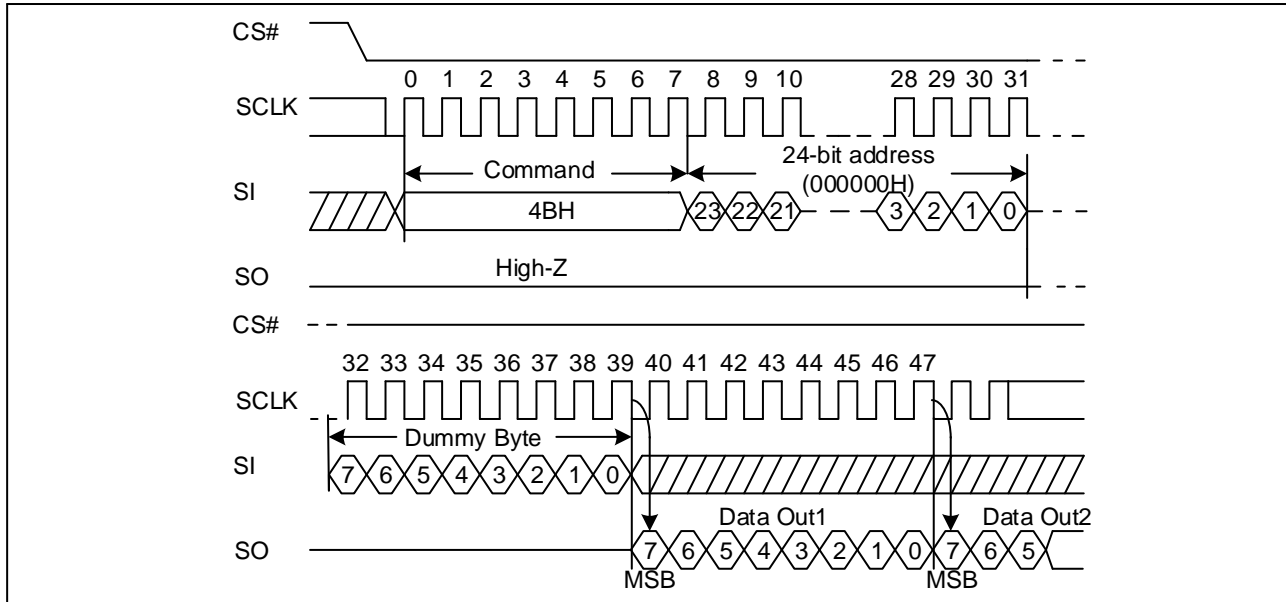 CS#
0 1 2 3 4 5 6 7 8 9 10 28 29 30 31
SCLK
Command
24-bit address
(000000H)
SI
4BH
23 22 21 3 2 1 0
High-Z
SO
CS#
32 33 34 35 36 37 38 39 40 41 42 43 44 45 46 47
SCLK
Dummy Byte
SI
7 6 5 4 3 2 1 0
Data Out1 Data Out2
SO
7 6 5 4 3 2 1 0 7 6 5
MSB MSB